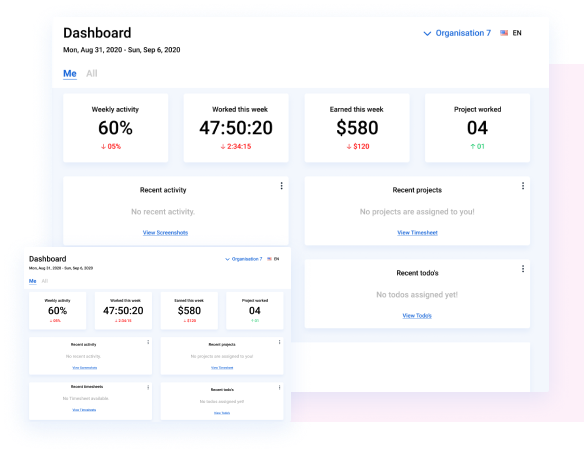 Dashboard
Organisation 7 EN
Mon, Aug 31, 2020 - Sun, Sep 6, 2020
Me All
Weekly activity
60%
↓ 05%
Worked this week
47:50:20
↓ 2:34:15
Earned this week
$580
↓ $120
Project worked
04
↑ 01
Recent activity
No recent activity.
View Screenshots
Recent projects
No projects are assigned to you!
View Timesheet
Recent todo's
No todos assigned yet!
View Todo's
Dashboard
Organisation 7 EN
Mon, Aug 31, 2020 - Sun, Sep 6, 2020
Me All
Weekly activity
60%
↓ 05%
Worked this week
47:50:20
↓ 2:34:15
Earned this week
$580
↓ $120
Project worked
04
↑ 01
Recent activity
No recent activity.
View Screenshots
Recent projects
No projects are assigned to you!
View Timesheet
Recent timesheets
No Timesheet available.
View Timesheets
Recent todo's
No todos assigned yet!
View Todo's